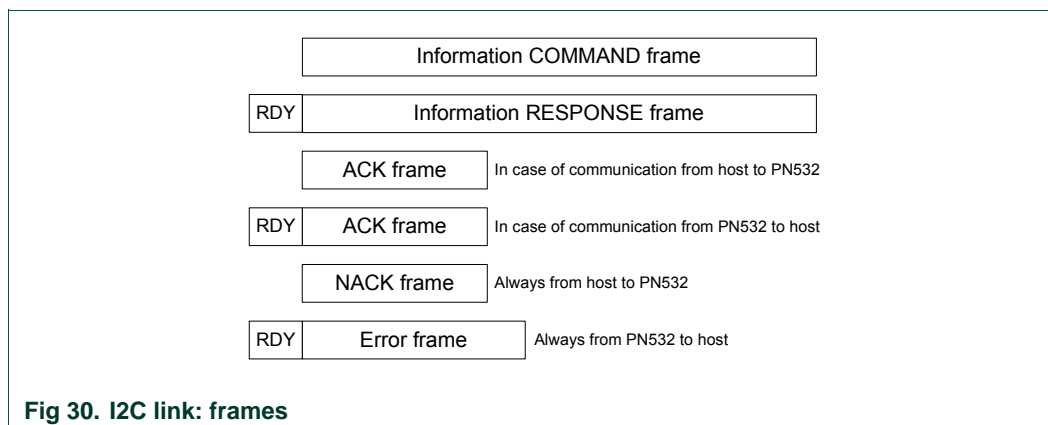 Information COMMAND frame
RDY Information RESPONSE frame
ACK frame In case of communication from host to PN532
RDY ACK frame In case of communication from PN532 to host
NACK frame Always from host to PN532
RDY Error frame Always from PN532 to host
Fig 30. I2C link: frames